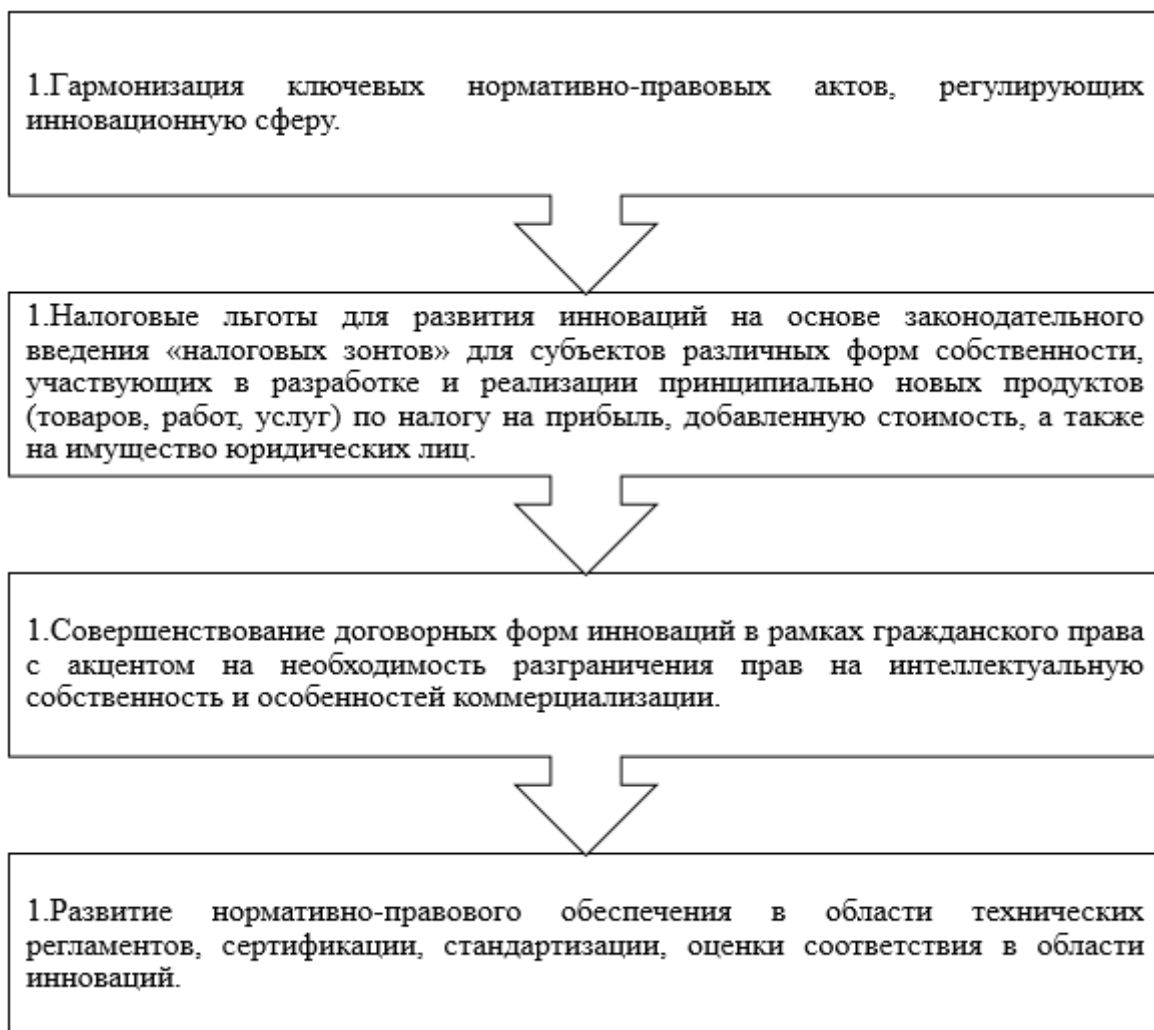 1.Гармонизация ключевых нормативно-правовых актов, регулирующих
инновационную сферу.
1.Налоговые льготы для развития инноваций на основе законодательного
введения «налоговых зонтов» для субъектов различных форм собственности,
участвующих в разработке и реализации принципиально новых продуктов
(товаров, работ, услуг) по налогу на прибыль, добавленную стоимость, а также
на имущество юридических лиц.
1.Совершенствование договорных форм инноваций в рамках гражданского права
с акцентом на необходимость разграничения прав на интеллектуальную
собственность и особенностей коммерциализации.
1.Развитие нормативно-правового обеспечения в области технических
регламентов, сертификации, стандартизации, оценки соответствия в области
инноваций.